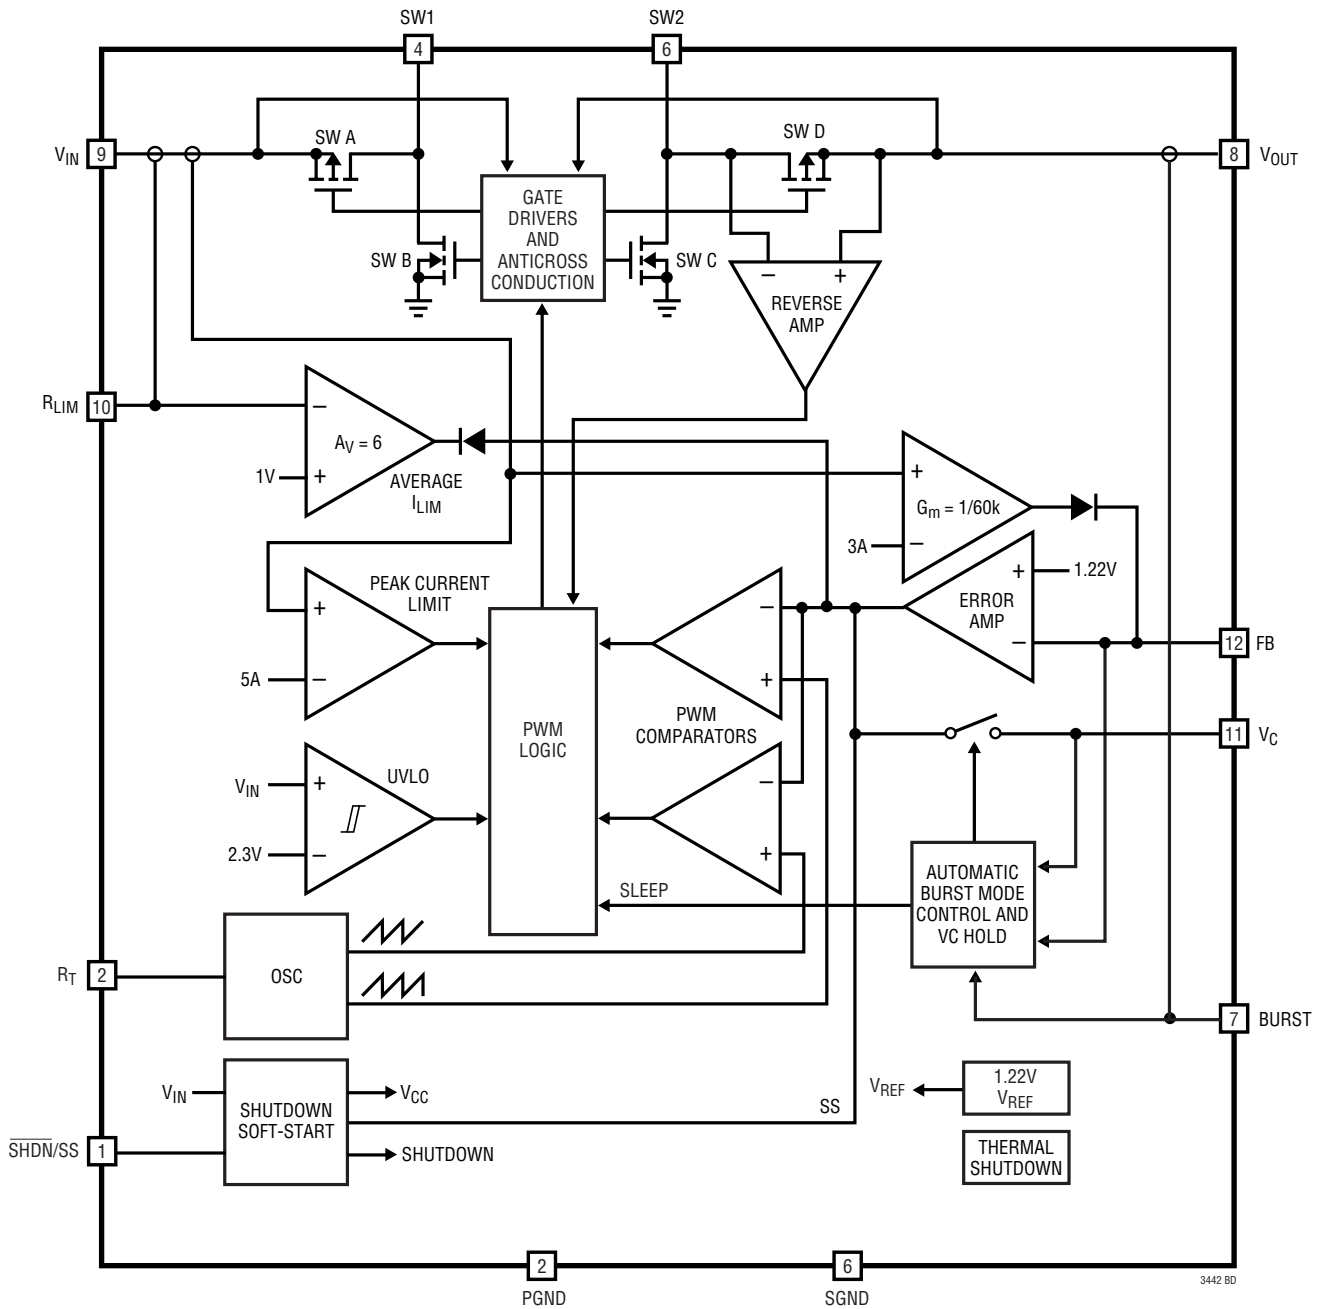 SW1
SW2
4
6
SW A
SW D
VIN
9
8
VOUT
GATE
DRIVERS
AND
ANTICROSS
CONDUCTION
SW B
SW C
–
+
REVERSE
AMP
RLIM
10
–
AV = 6
1V
+
AVERAGE
ILIM
+
Gm = 1/60k
3A
–
+
1.22V
ERROR
AMP
–
12
FB
PEAK CURRENT
LIMIT
+
5A
–
–
+
PWM
LOGIC
PWM
COMPARATORS
11
VC
UVLO
VIN
+
2.3V
–
–
+
SLEEP
AUTOMATIC
BURST MODE
CONTROL AND
VC HOLD
RT
2
OSC
7
BURST
VIN
SHUTDOWN
SOFT-START
VCC
SS
VREF
1.22V
VREF
SHDN/SS
1
SHUTDOWN
THERMAL
SHUTDOWN
2
6
PGND
SGND
3442 BD